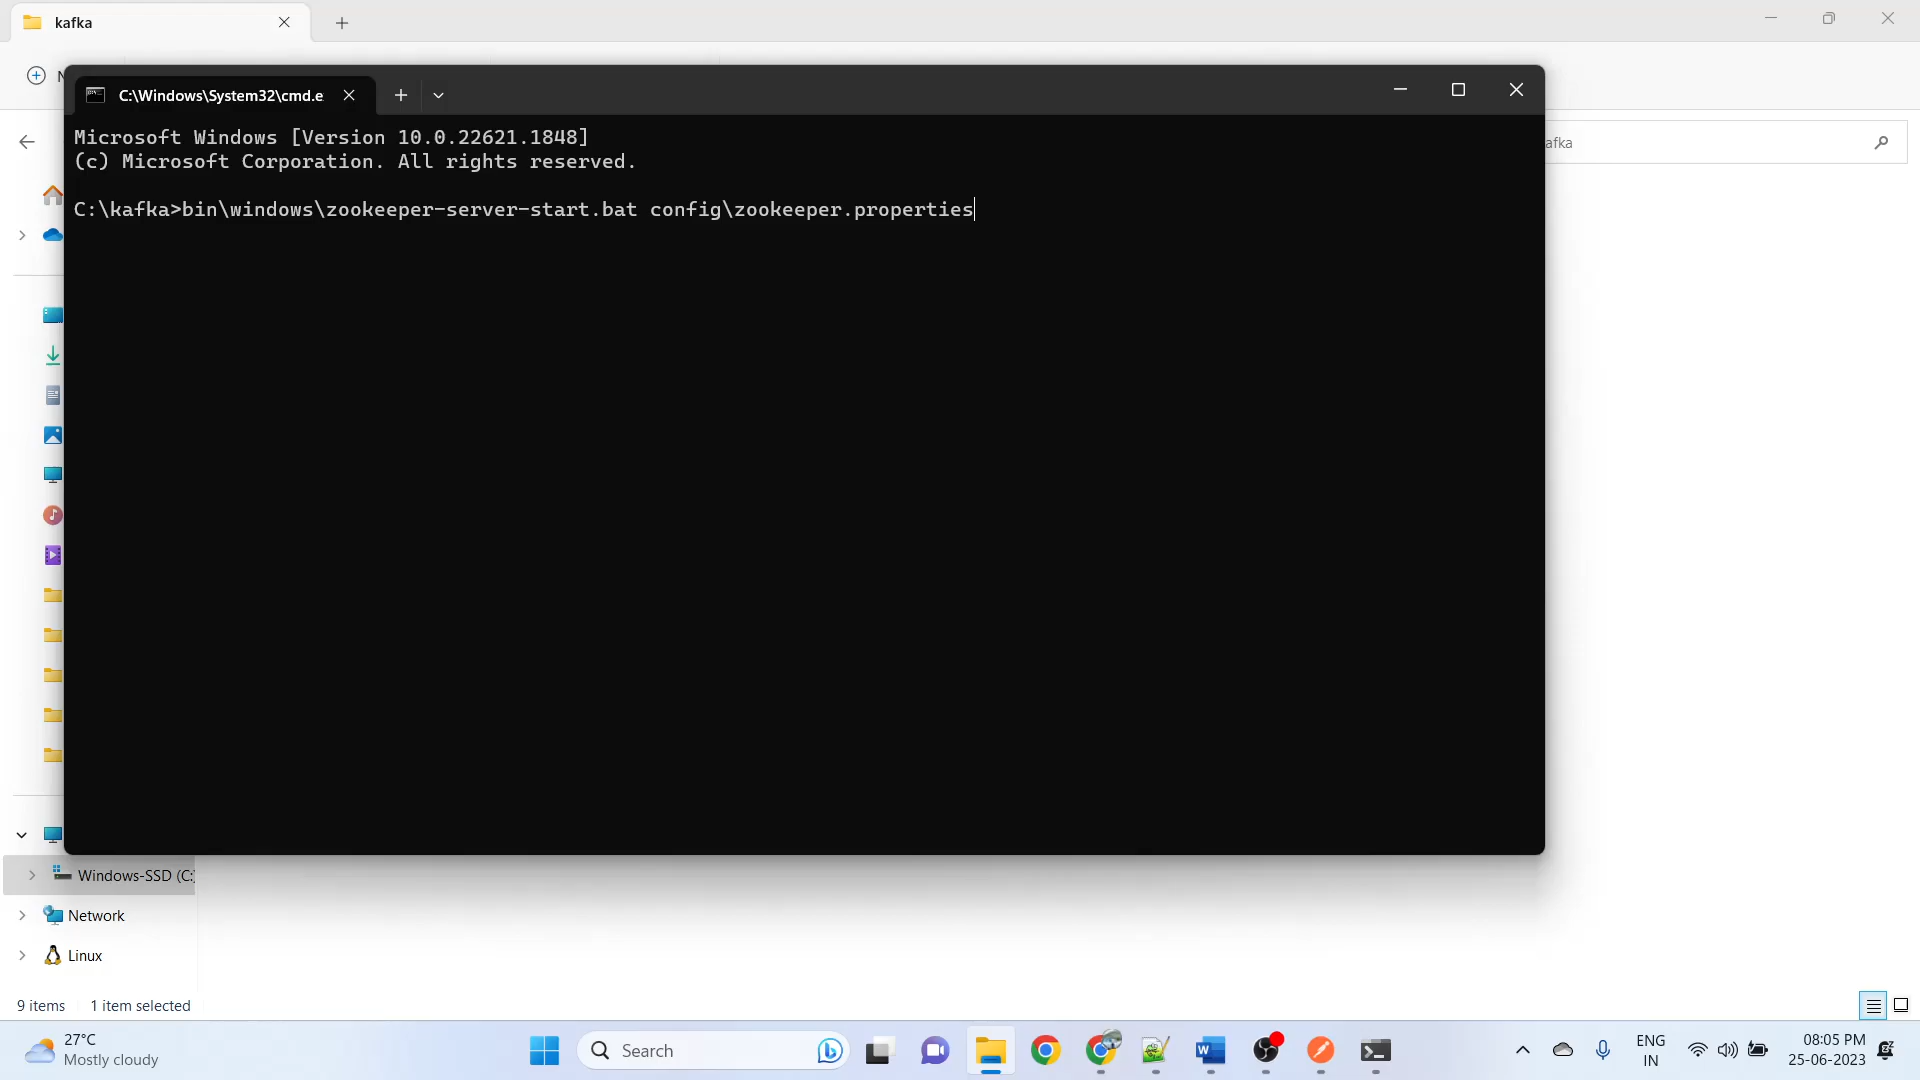 kafka
C:\Windows\System32\cmd.e
Microsoft Windows [Version 10.0.22621.1848]
(c) Microsoft Corporation. All rights reserved.
C:\kafka>bin\windows\zookeeper-server-start.bat config\zookeeper.properties
Windows-SSD (C:)
Network
Linux
9 items
1 item selected
27°C
Mostly cloudy
Search
ENG
IN
08:05 PM
25-06-2023